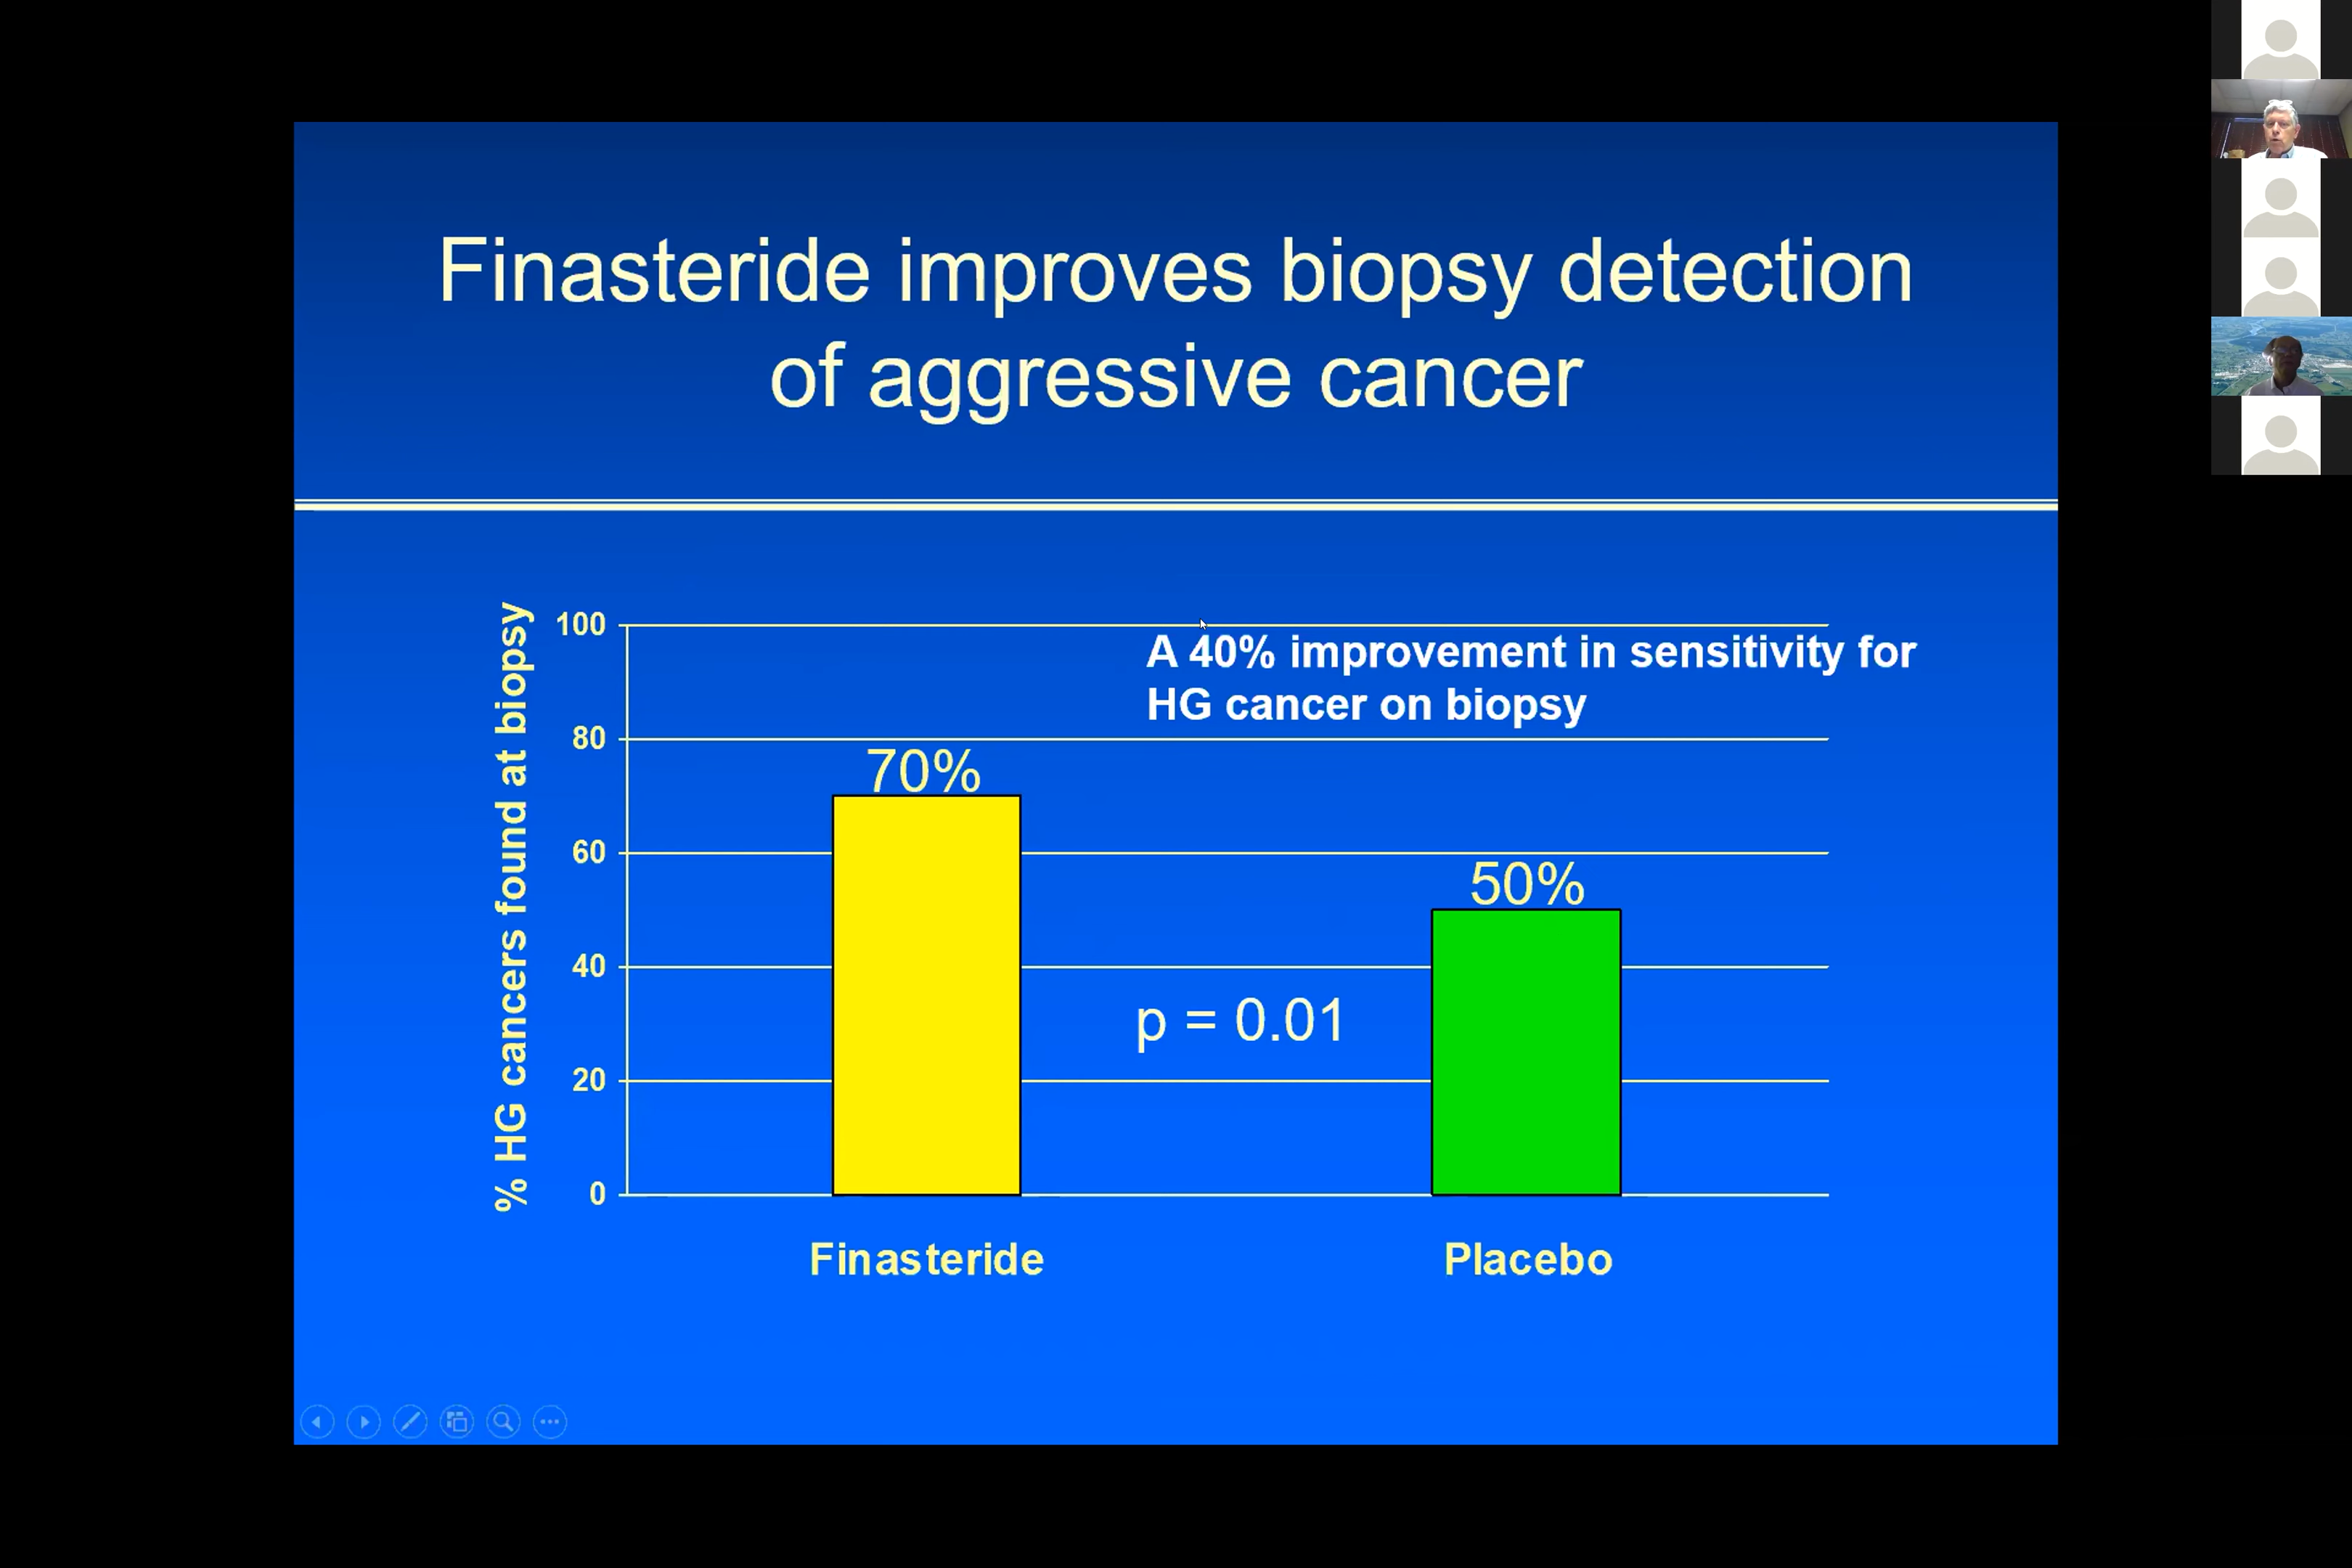 Finasteride improves biopsy detection
of aggressive cancer
% HG cancers found at biopsy
100
80
60
40
20
0
A 40% improvement in sensitivity for
HG cancer on biopsy
70%
50%
p = 0.01
Finasteride
Placebo